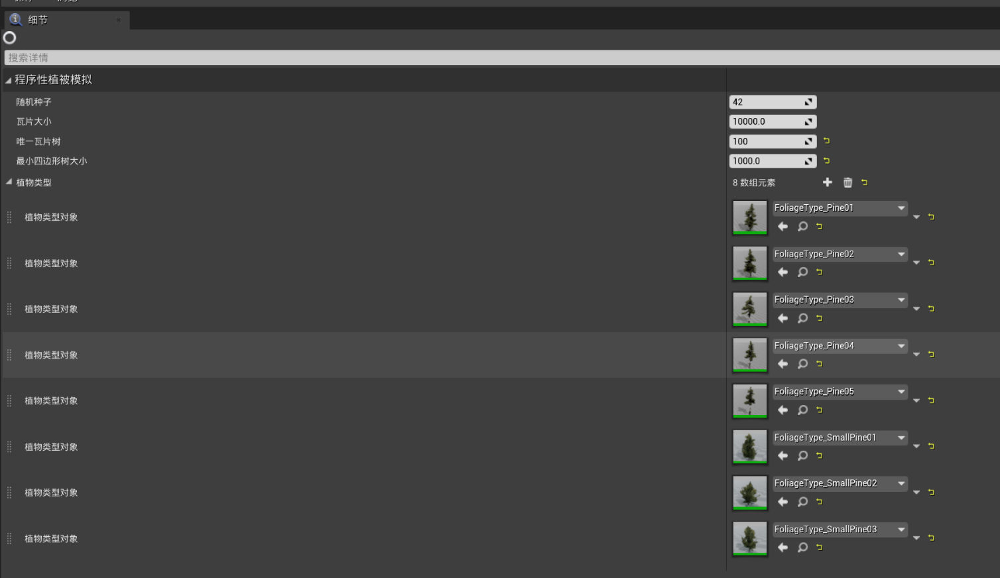 细节
搜索详情
程序性植被模拟
随机种子 42
瓦片大小 10000.0
唯一瓦片树 100
最小四边形树大小 1000.0
植物类型 8 数组元素
植物类型对象 FoliageType_Pine01
植物类型对象 FoliageType_Pine02
植物类型对象 FoliageType_Pine03
植物类型对象 FoliageType_Pine04
植物类型对象 FoliageType_Pine05
植物类型对象 FoliageType_SmallPine01
植物类型对象 FoliageType_SmallPine02
植物类型对象 FoliageType_SmallPine03